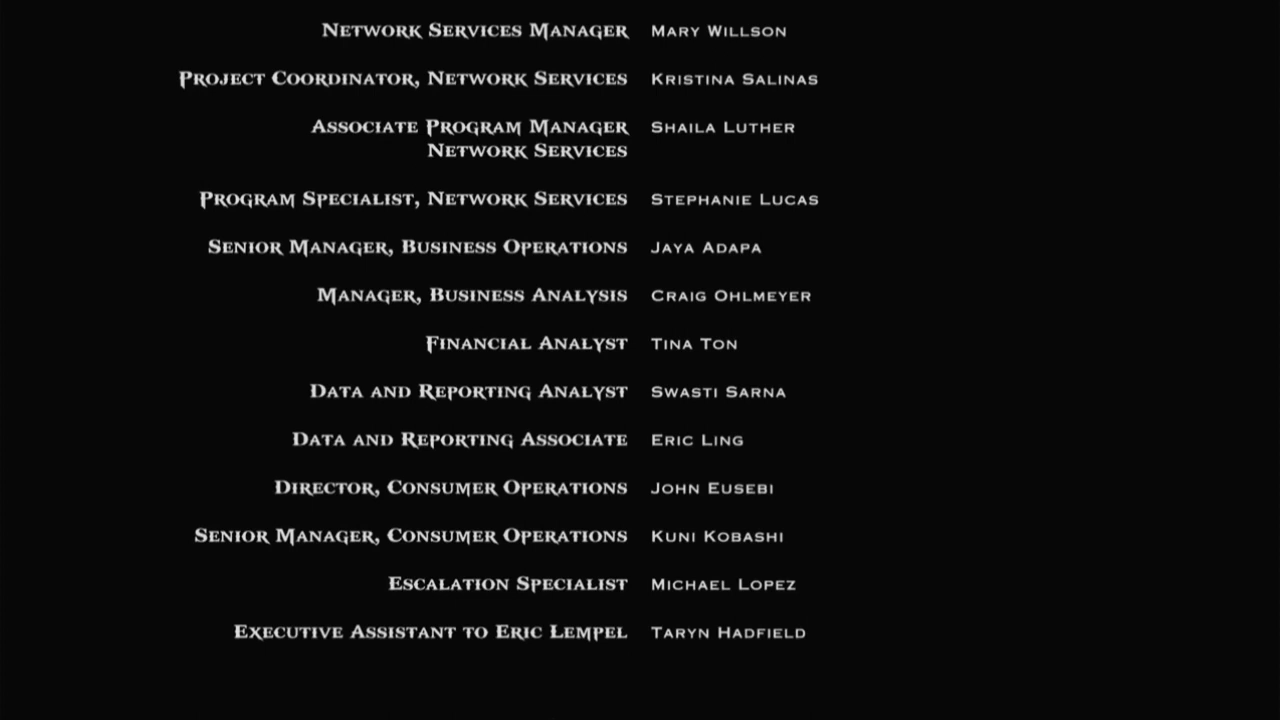 Network Services Manager Mary Willson
Project Coordinator, Network Services Kristina Salinas
Associate Program Manager Shaila Luther
Network Services
Program Specialist, Network Services Stephanie Lucas
Senior Manager, Business Operations Jaya Adapa
Manager, Business Analysis Craig Ohlmeyer
Financial Analyst Tina Ton
Data and Reporting Analyst Swasti Sarna
Data and Reporting Associate Eric Ling
Director, Consumer Operations John Eusebi
Senior Manager, Consumer Operations Kuni Kobashi
Escalation Specialist Michael Lopez
Executive Assistant to Eric Lempel Taryn Hadfield